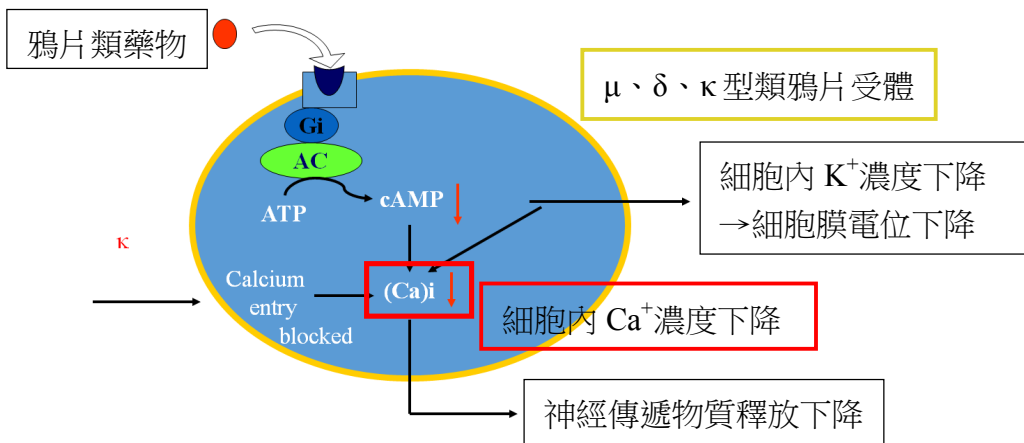 鴉片類藥物
μ、δ、κ 型類鴉片受體
Gi
AC
ATP
cAMP
細胞內 K⁺濃度下降
→細胞膜電位下降
κ
Calcium
entry
blocked
(Ca)i
細胞內 Ca⁺濃度下降
神經傳遞物質釋放下降